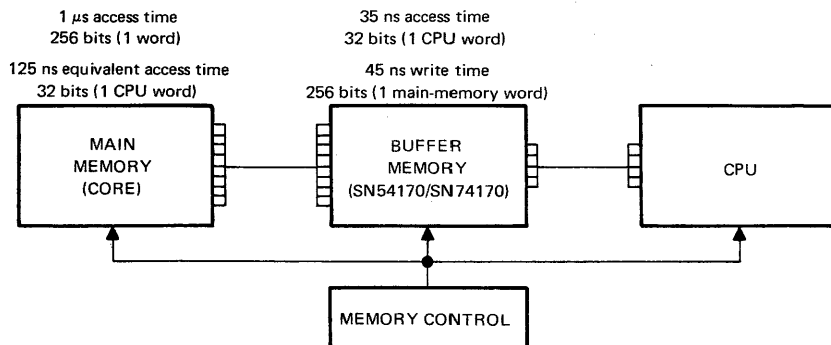 1 μs access time
256 bits (1 word)
125 ns equivalent access time
32 bits (1 CPU word)
35 ns access time
32 bits (1 CPU word)
45 ns write time
256 bits (1 main-memory word)
MAIN
MEMORY
(CORE)
BUFFER
MEMORY
(SN54170/SN74170)
CPU
MEMORY CONTROL